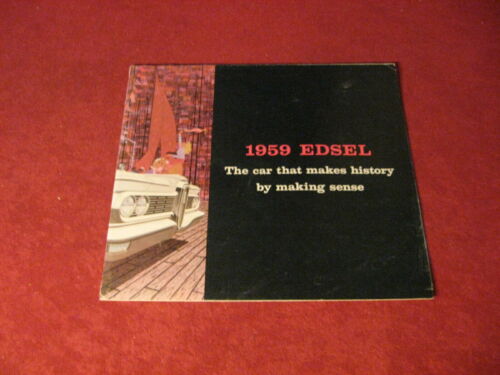 1959 EDSEL
The car that makes history
by making sense